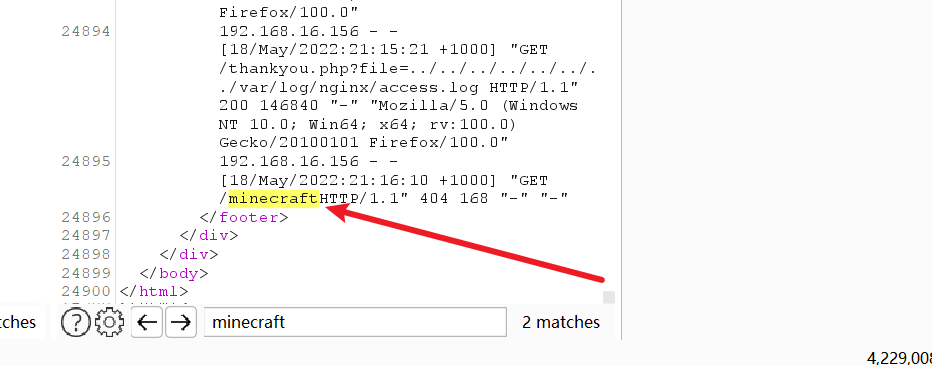 Firefox/100.0"
24894 192.168.16.156 - -
[18/May/2022:21:15:21 +1000] "GET
/thankyou.php?file=../../../../../../.
./var/log/nginx/access.log HTTP/1.1"
200 146840 "-" "Mozilla/5.0 (Windows
NT 10.0; Win64; x64; rv:100.0)
Gecko/20100101 Firefox/100.0"
24895 192.168.16.156 - -
[18/May/2022:21:16:10 +1000] "GET
/minecraftHTTP/1.1" 404 168 "-" "-"
24896 </footer>
24897 </div>
24898 </div>
24899 </body>
24900 </html>
minecraft 2 matches
4,229,008